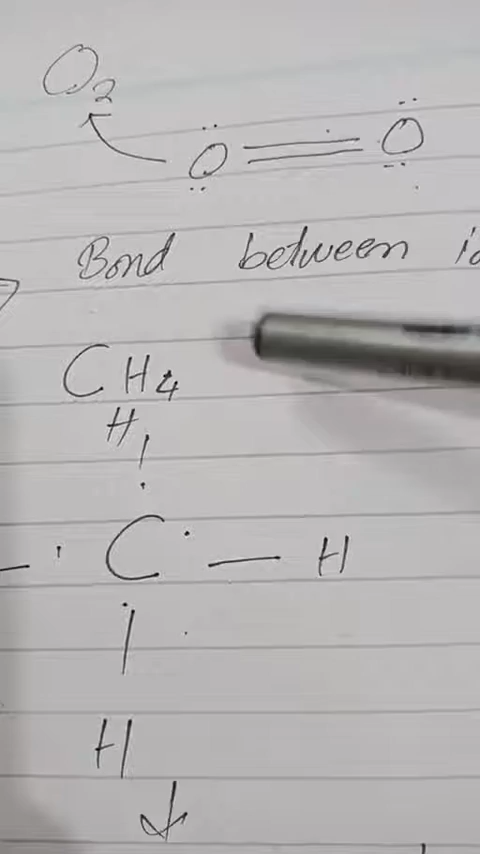 O₂
O = O
Bond between
CH₄
H
C — H
H